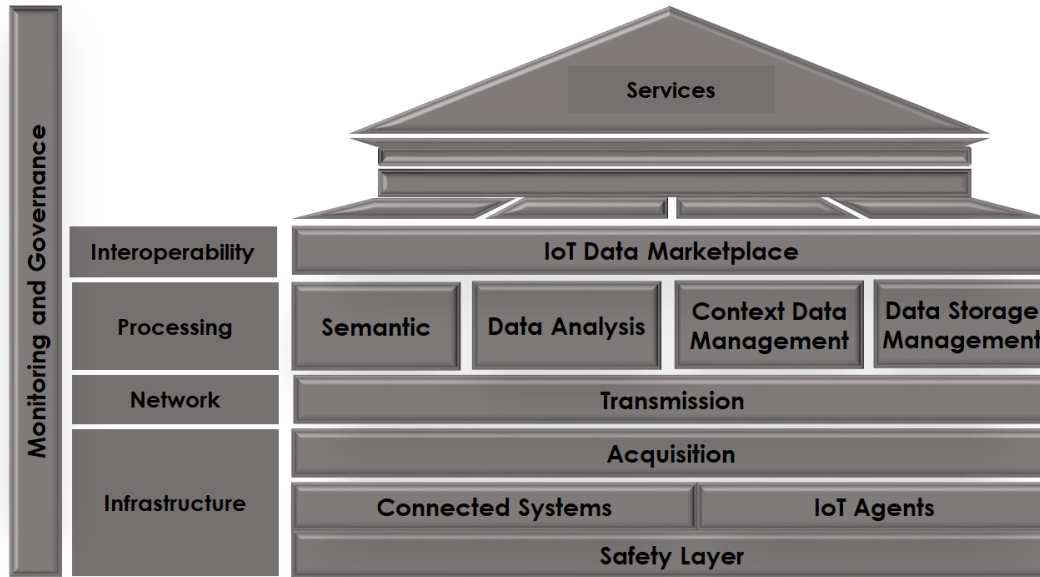 Monitoring and Governance
Services
Interoperability
IoT Data Marketplace
Processing
Semantic
Data Analysis
Context Data
Management
Data Storage
Management
Network
Transmission
Infrastructure
Acquisition
Connected Systems
IoT Agents
Safety Layer